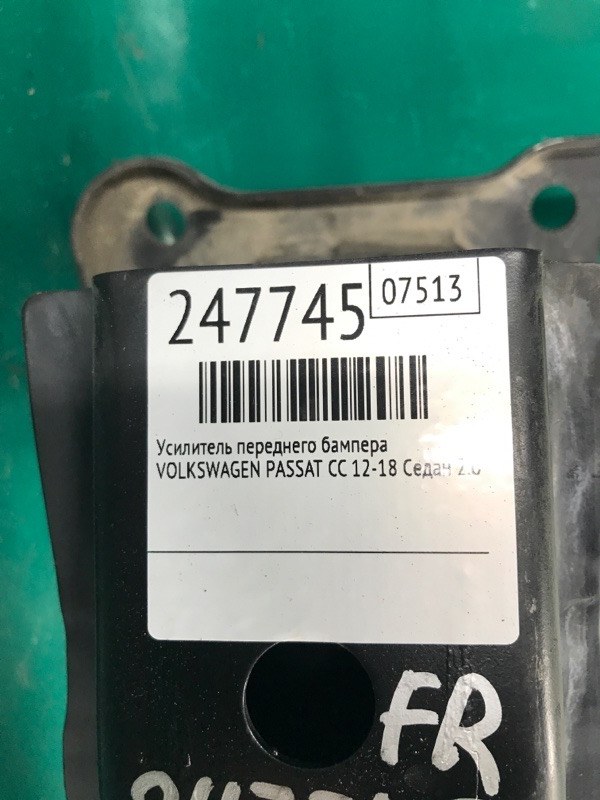 247745
07513
Усилитель переднего бампера
VOLKSWAGEN PASSAT CC 12-18 Седан
FR